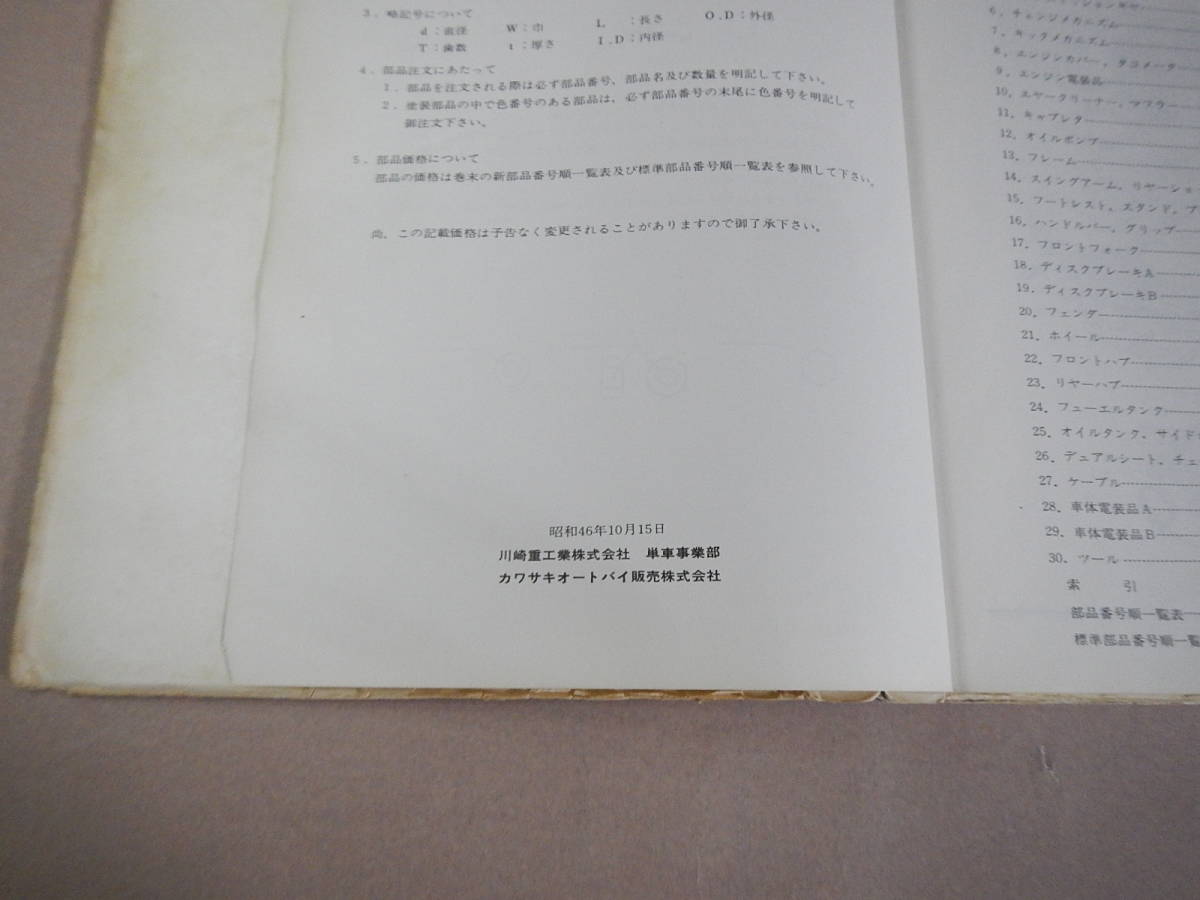 3．略記号について
d：直径　W：巾　L　：長さ　O.D：外径
T：歯数　t：厚さ　I.D：内径
4．部品注文にあたって
1．部品を注文される際は必ず部品番号、部品名及び数量を明記して下さい。
2．塗装部品の中で色番号のある部品は、必ず部品番号の末尾に色番号を明記して
御注文下さい。
5．部品価格について
部品の価格は巻末の新部品番号順一覧表及び標準部品番号順一覧表を参照して下さい。
尚、この記載価格は予告なく変更されることがありますので御了承下さい。
昭和46年10月15日
川崎重工業株式会社　単車事業部
カワサキオートバイ販売株式会社
6．チェンジメカニズム
7．キックメカニズム
8．エンジンカバー、タコメーター
9．エンジン電装品
10．エヤークリーナー、マフラー
11．キャブレタ
12．オイルポンプ
13．フレーム
14．スイングアーム、リヤーショ
15．フートレスト、スタンド、ブ
16．ハンドルバー、グリップ
17．フロントフォーク
18．ディスクブレーキA
19．ディスクブレーキB
20．フェンダ
21．ホイール
22．フロントハブ
23．リヤーハブ
24．フューエルタンク
25．オイルタンク、サイド
26．デュアルシート、チェ
27．ケーブル
28．車体電装品A
29．車体電装品B
30．ツール
索　引
部品番号順一覧表
標準部品番号順一覧